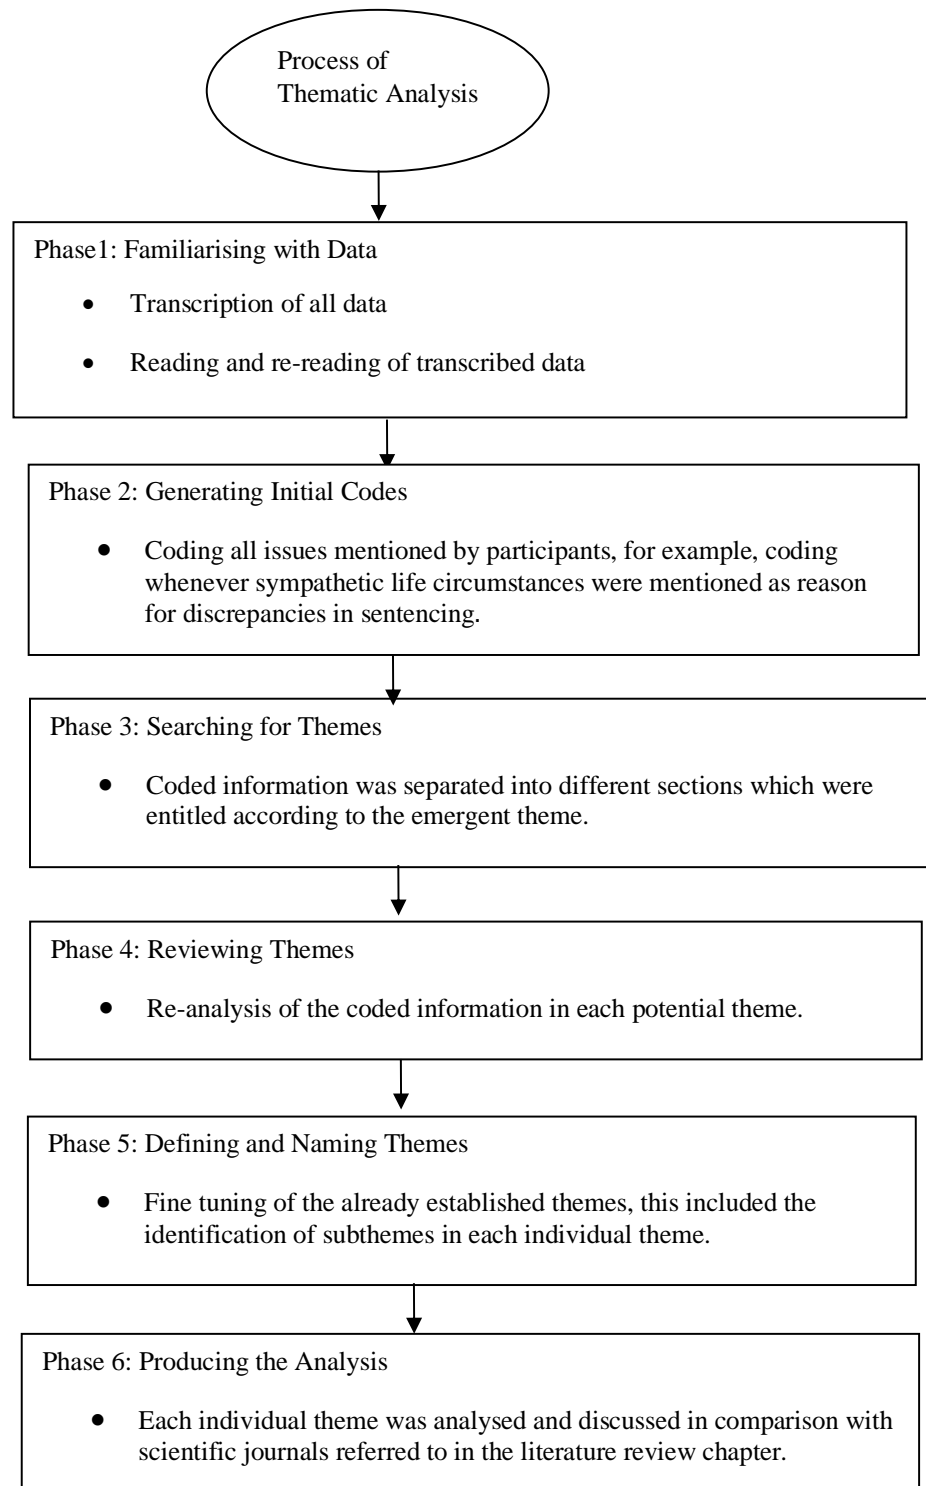 Process of
Thematic Analysis
Phase1: Familiarising with Data
• Transcription of all data
• Reading and re-reading of transcribed data
Phase 2: Generating Initial Codes
• Coding all issues mentioned by participants, for example, coding
whenever sympathetic life circumstances were mentioned as reason
for discrepancies in sentencing.
Phase 3: Searching for Themes
• Coded information was separated into different sections which were
entitled according to the emergent theme.
Phase 4: Reviewing Themes
• Re-analysis of the coded information in each potential theme.
Phase 5: Defining and Naming Themes
• Fine tuning of the already established themes, this included the
identification of subthemes in each individual theme.
Phase 6: Producing the Analysis
• Each individual theme was analysed and discussed in comparison with
scientific journals referred to in the literature review chapter.